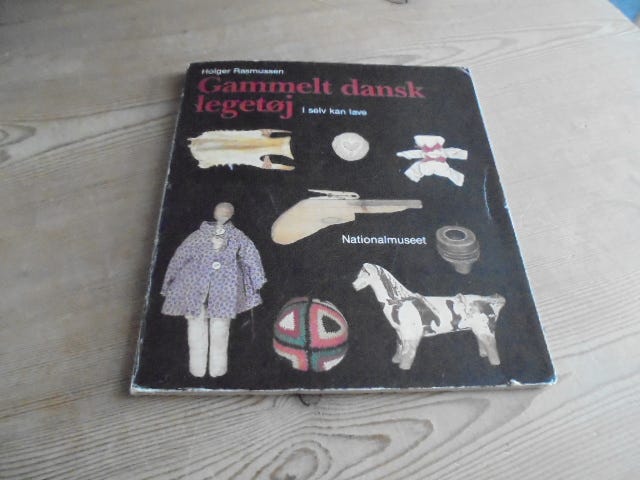 Holger Rasmussen
Gammelt dansk
legetøj I selv kan lave
Nationalmuseet